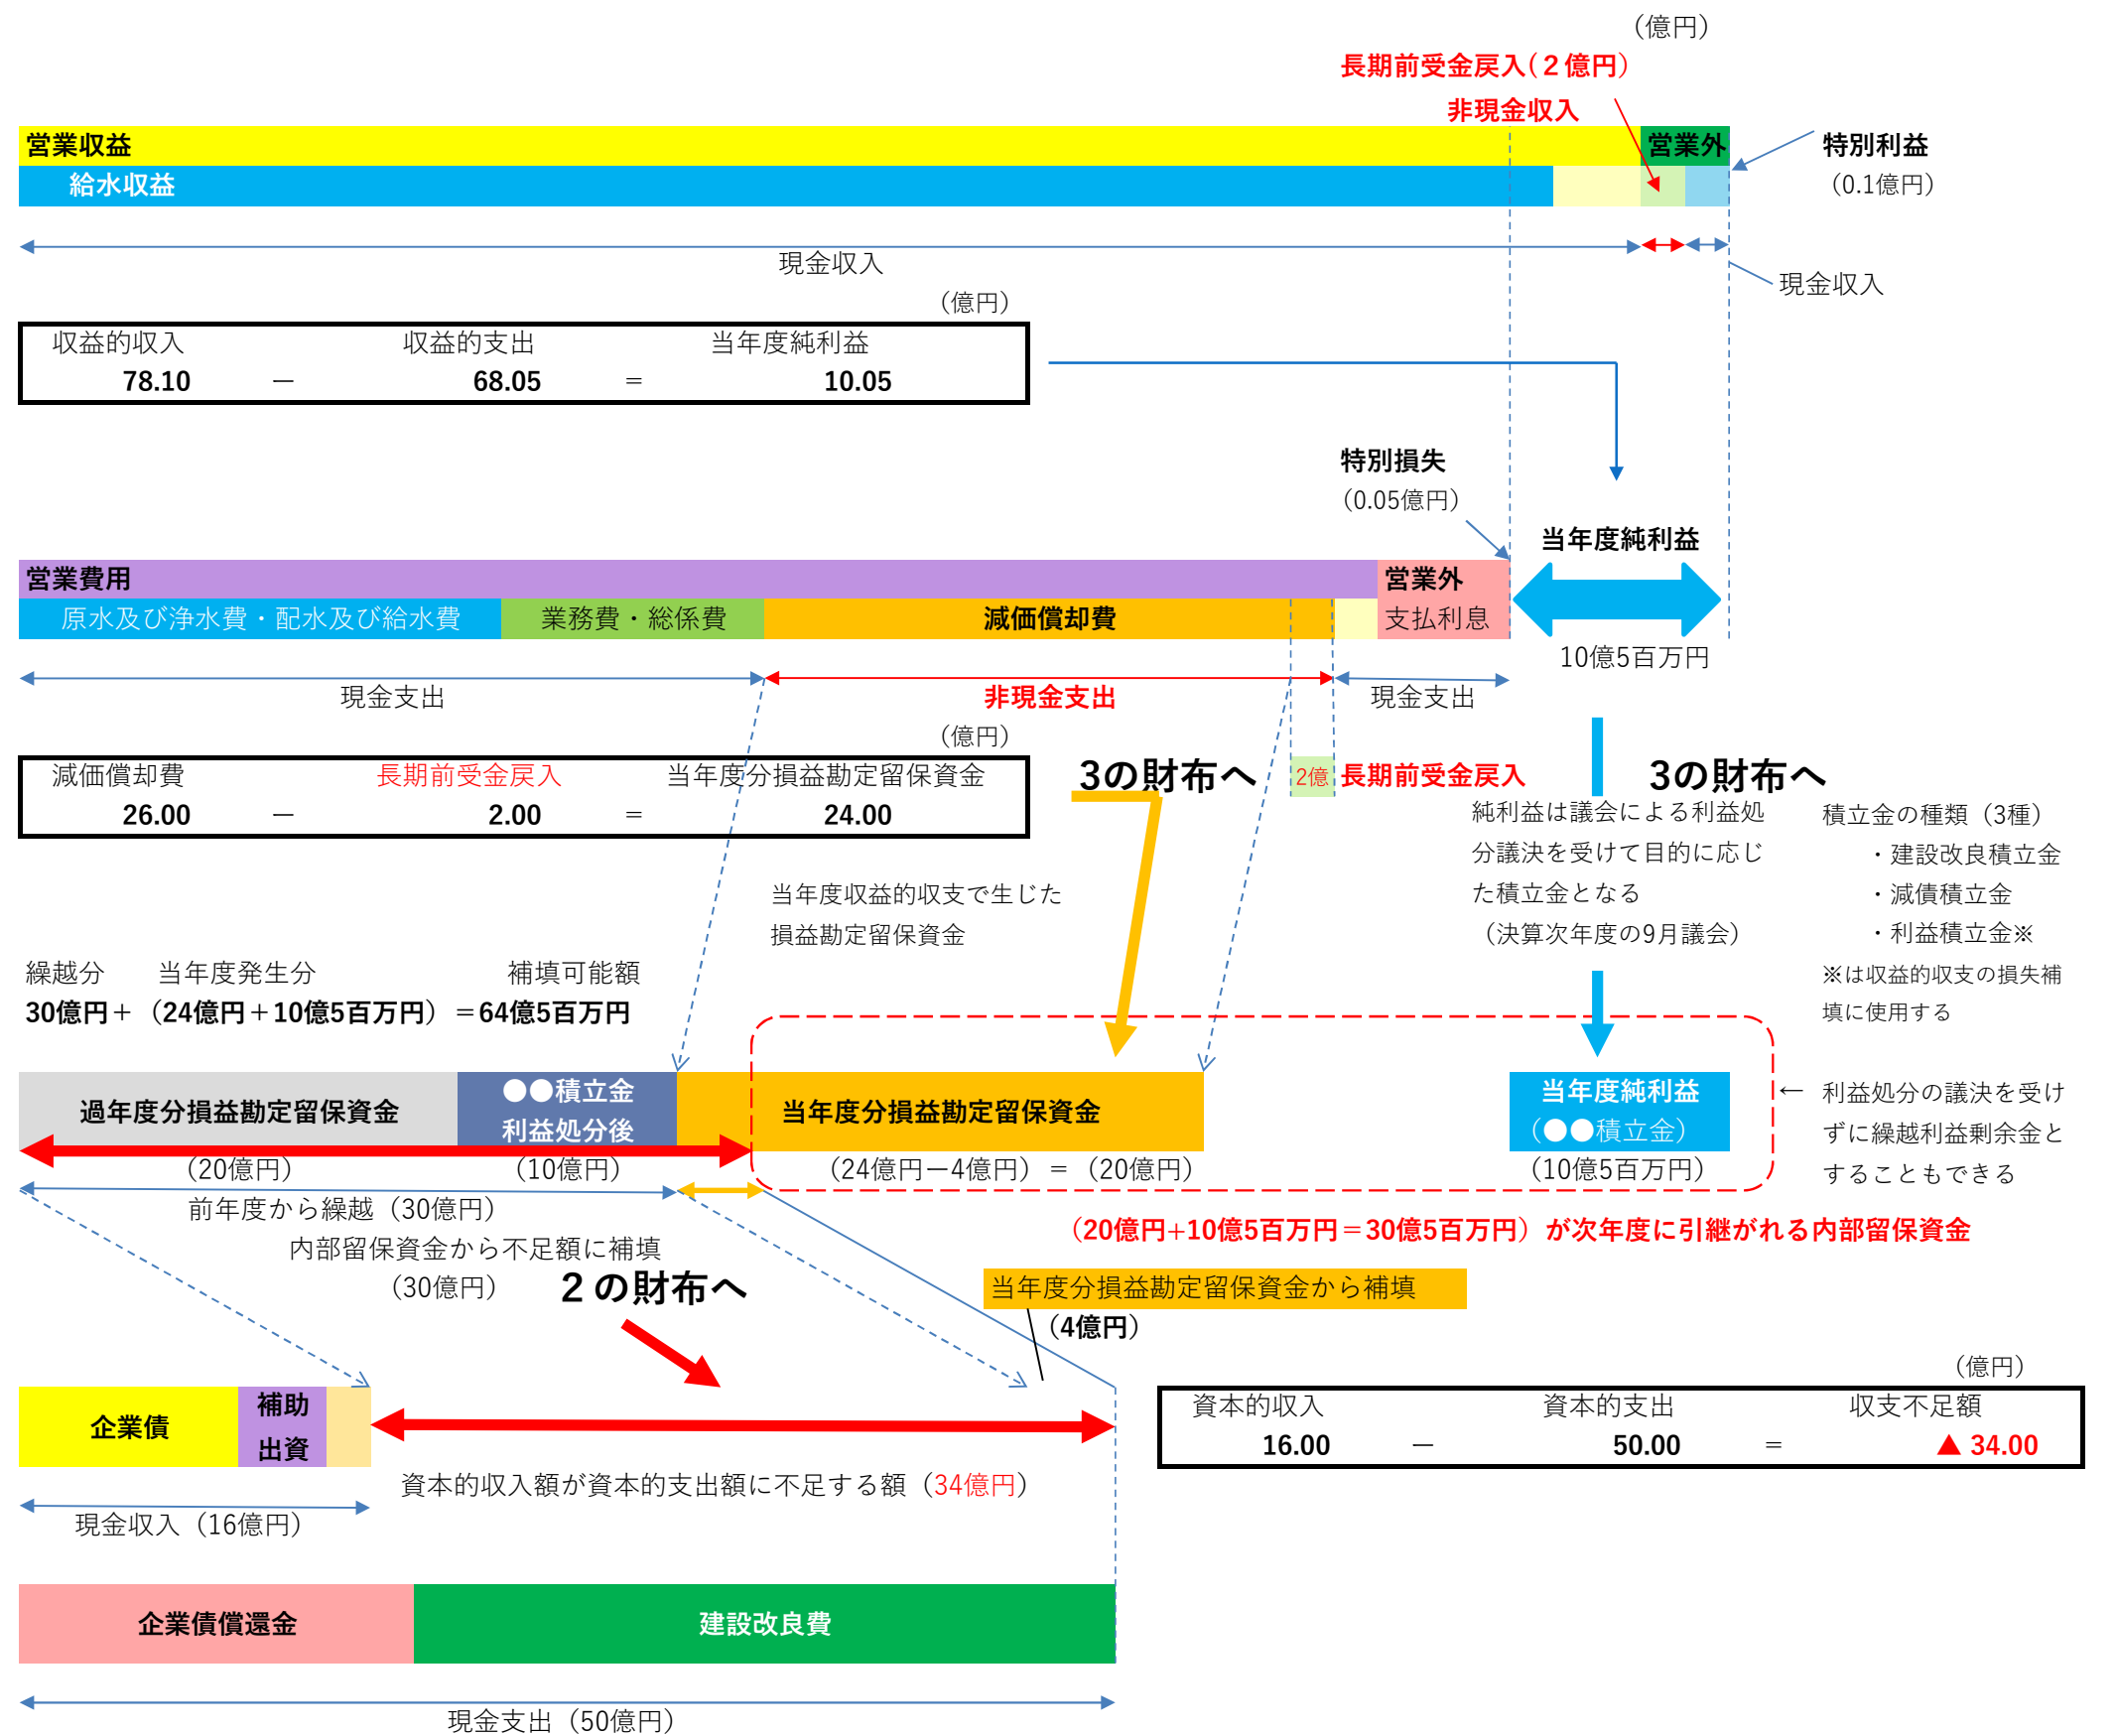 （億円）
長期前受金戻入(２億円）
非現金収入
営業収益
営業外
給水収益
特別利益
（0.1億円）
現金収入
現金収入
（億円）
収益的収入　収益的支出　当年度純利益
78.10　－　68.05　＝　10.05
特別損失
（0.05億円）
当年度純利益
営業費用
営業外
原水及び浄水費・配水及び給水費
業務費・総係費
減価償却費
支払利息
10億5百万円
現金支出
非現金支出
現金支出
（億円）
減価償却費　長期前受金戻入　当年度分損益勘定留保資金
26.00　－　2.00　＝　24.00
3の財布へ
2億
長期前受金戻入
3の財布へ
純利益は議会による利益処
分議決を受けて目的に応じ
た積立金となる
（決算次年度の9月議会）
積立金の種類（3種）
・建設改良積立金
・減債積立金
・利益積立金※
※は収益的収支の損失補
填に使用する
当年度収益的収支で生じた
損益勘定留保資金
繰越分　当年度発生分　補填可能額
30億円＋（24億円＋10億5百万円）＝64億5百万円
過年度分損益勘定留保資金
●●積立金
利益処分後
当年度分損益勘定留保資金
当年度純利益
（●●積立金）
← 利益処分の議決を受け
ずに繰越利益剰余金と
することもできる
（20億円）
（10億円）
（24億円－4億円）＝（20億円）
（10億5百万円）
前年度から繰越（30億円）
（20億円+10億5百万円＝30億5百万円）が次年度に引継がれる内部留保資金
内部留保資金から不足額に補填
（30億円）
２の財布へ
当年度分損益勘定留保資金から補填
（4億円）
企業債
補助
出資
（億円）
資本的収入　資本的支出　収支不足額
16.00　－　50.00　＝　▲ 34.00
資本的収入額が資本的支出額に不足する額（34億円）
現金収入（16億円）
企業債償還金
建設改良費
現金支出（50億円）